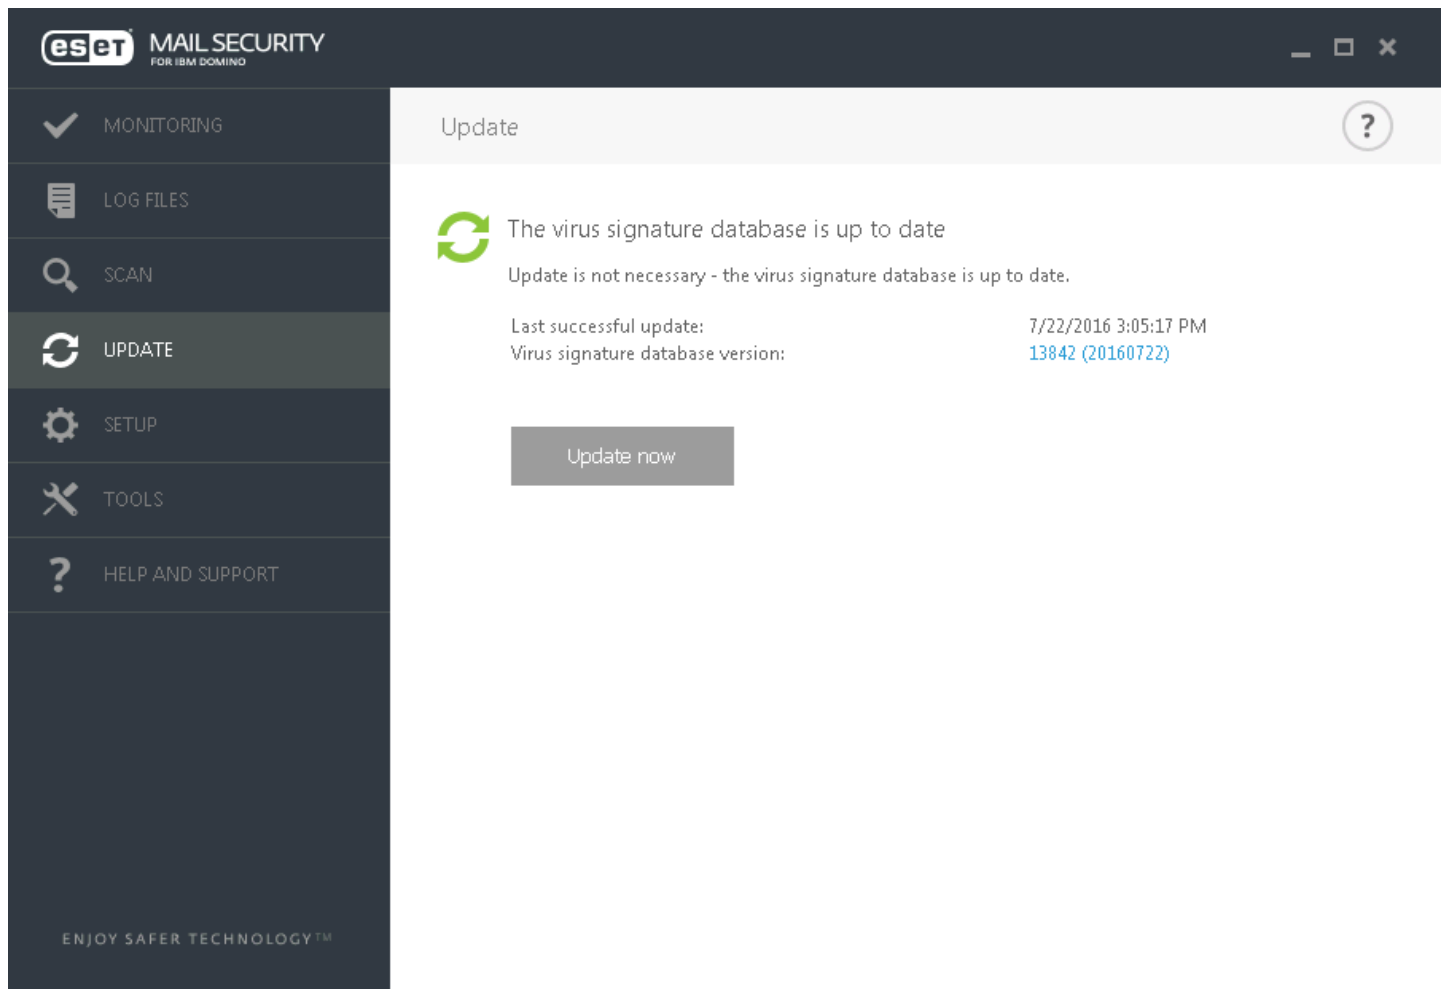 eset MAIL SECURITY
FOR IBM DOMINO
MONITORING
LOG FILES
SCAN
UPDATE
SETUP
TOOLS
HELP AND SUPPORT
ENJOY SAFER TECHNOLOGY™
Update
?
The virus signature database is up to date
Update is not necessary - the virus signature database is up to date.
Last successful update: 7/22/2016 3:05:17 PM
Virus signature database version: 13842 (20160722)
Update now